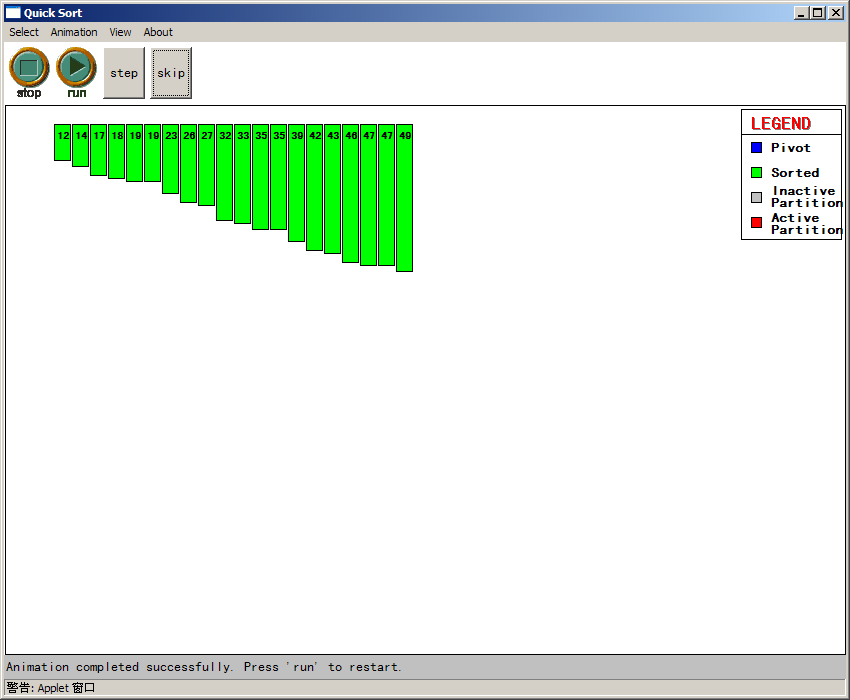 Quick Sort
Select Animation View About
stop run step skip
12 14 17 18 19 19 23 26 27 32 33 35 35 39 42 43 46 47 47 49
LEGEND
Pivot
Sorted
Inactive
Partition
Active
Partition
Animation completed successfully. Press 'run' to restart.
警告: Applet 窗口